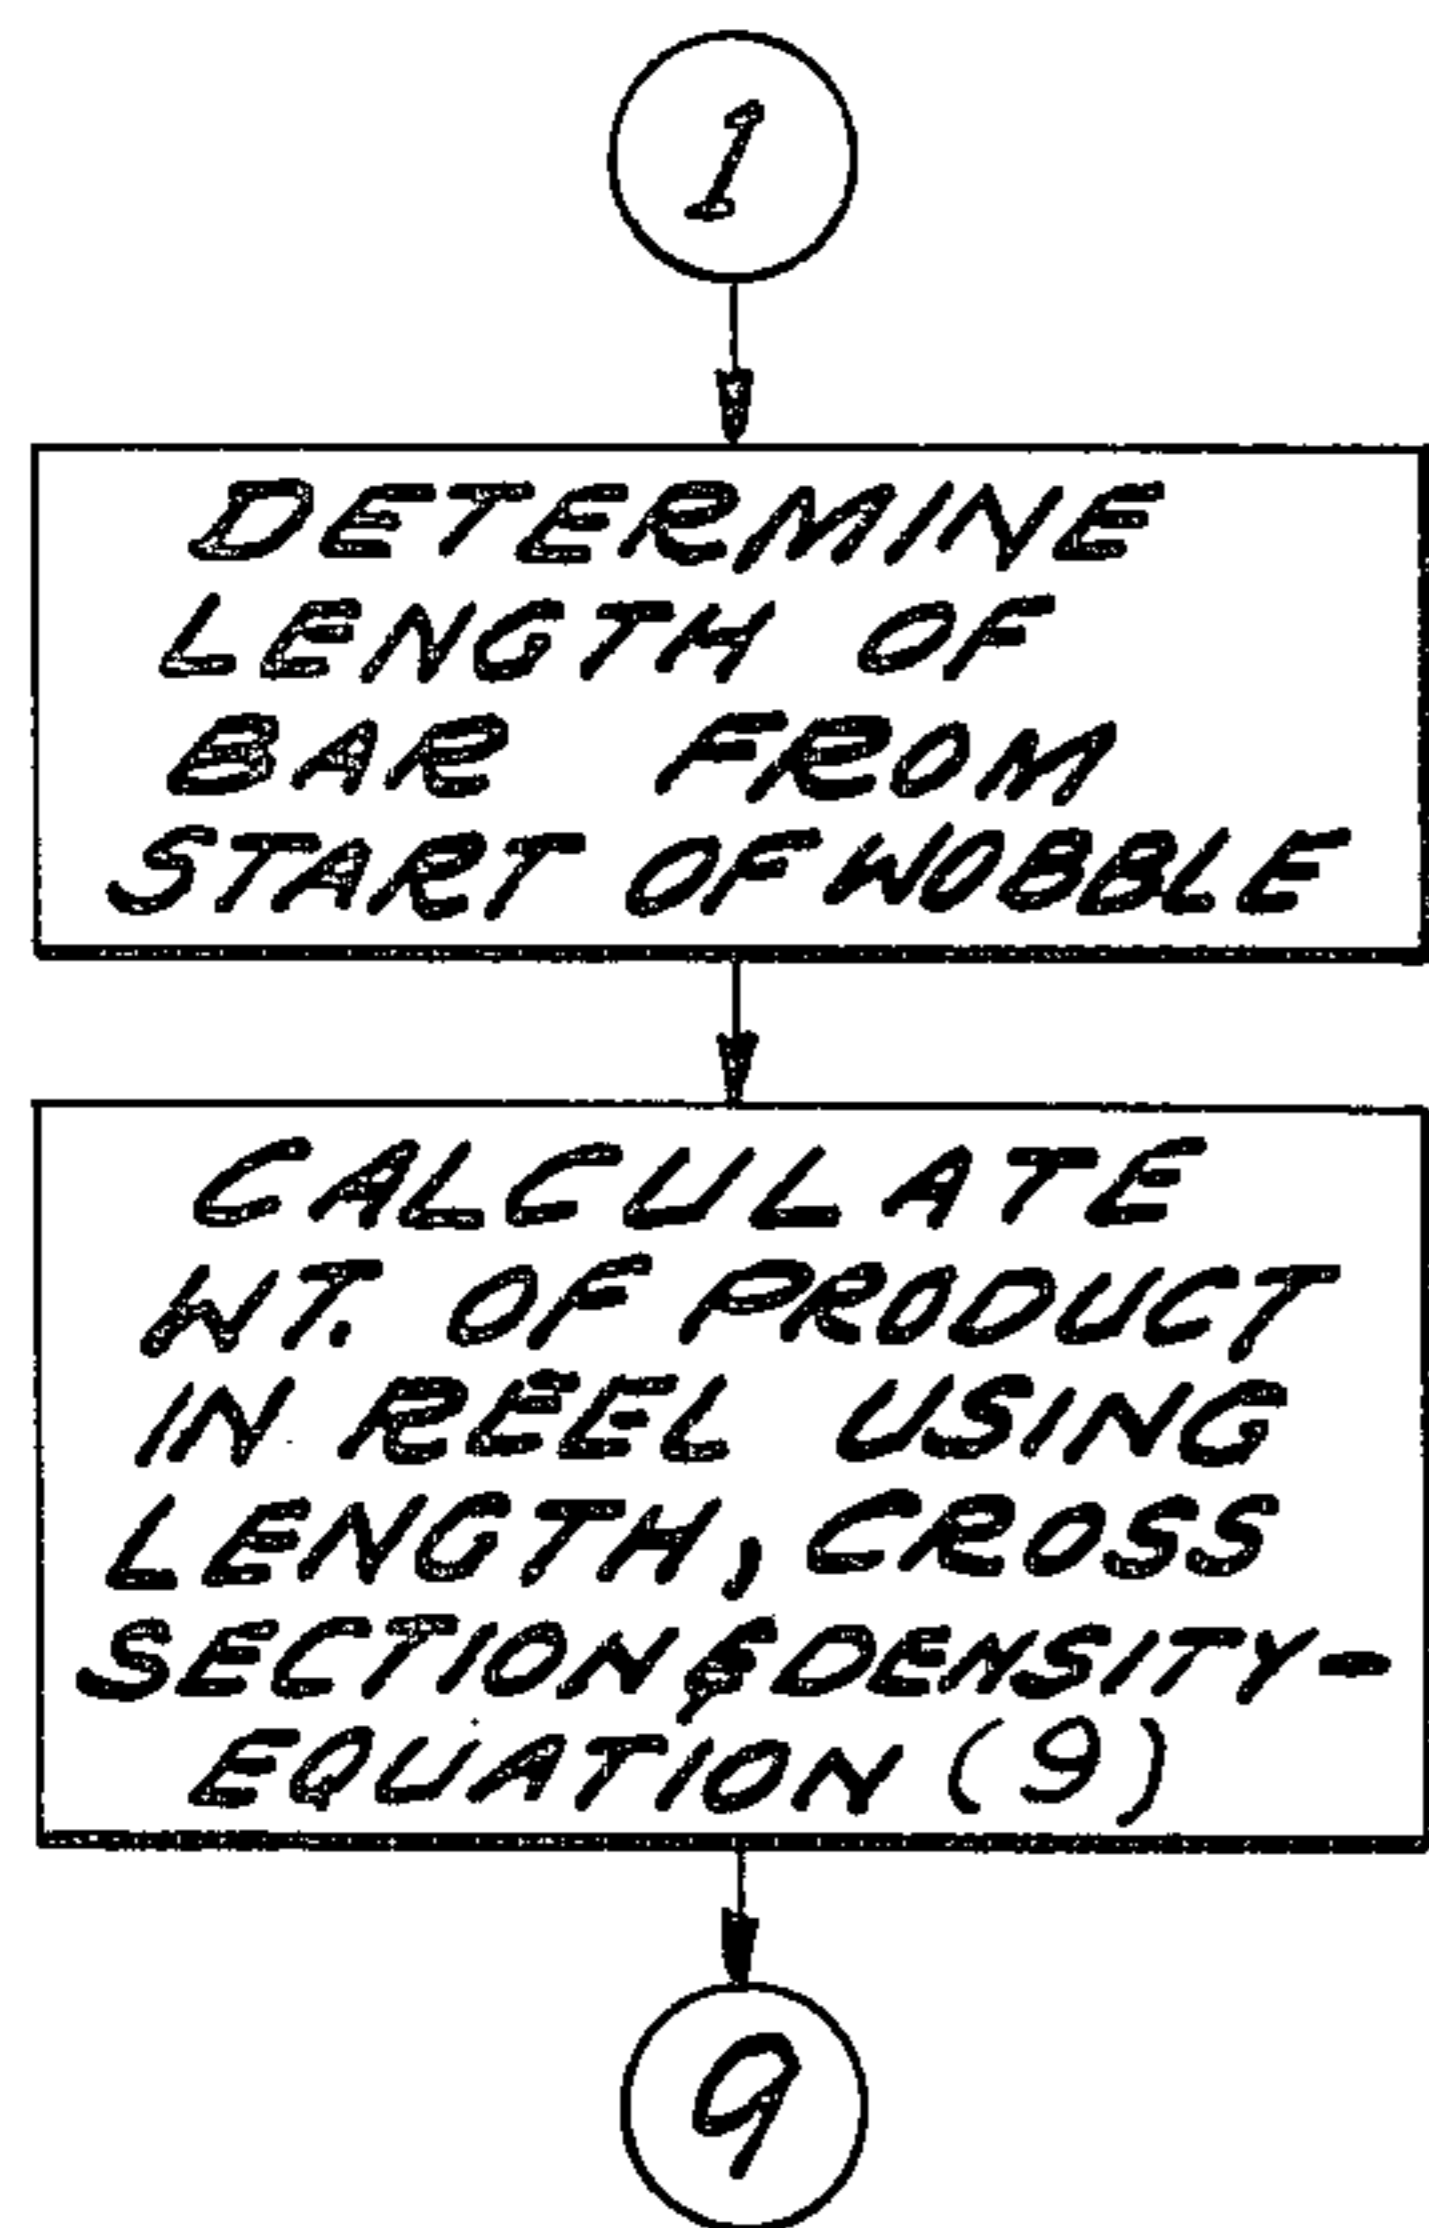 1
DETERMINE
LENGTH OF
BAR FROM
START OF WOBBLE
CALCULATE
WT. OF PRODUCT
IN REEL USING
LENGTH, CROSS
SECTION & DENSITY-
EQUATION (9)
9